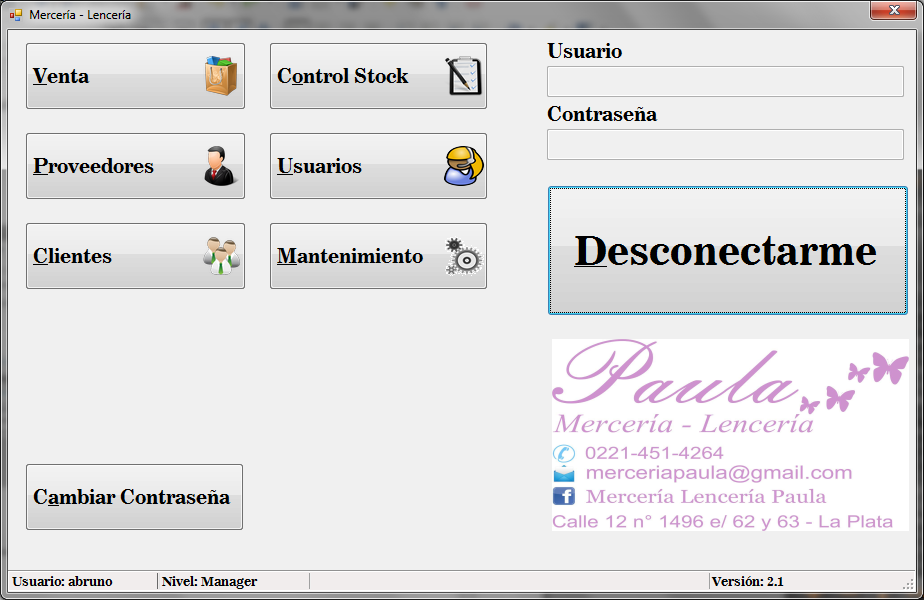 Mercería - Lencería
Venta
Control Stock
Usuario
Contraseña
Proveedores
Usuarios
Desconectarme
Clientes
Mantenimiento
Paula
Mercería - Lencería
0221-451-4264
merceriapaula@gmail.com
f Mercería Lencería Paula
Calle 12 n° 1496 e/ 62 y 63 - La Plata
Cambiar Contraseña
Usuario: abruno
Nivel: Manager
Versión: 2.1